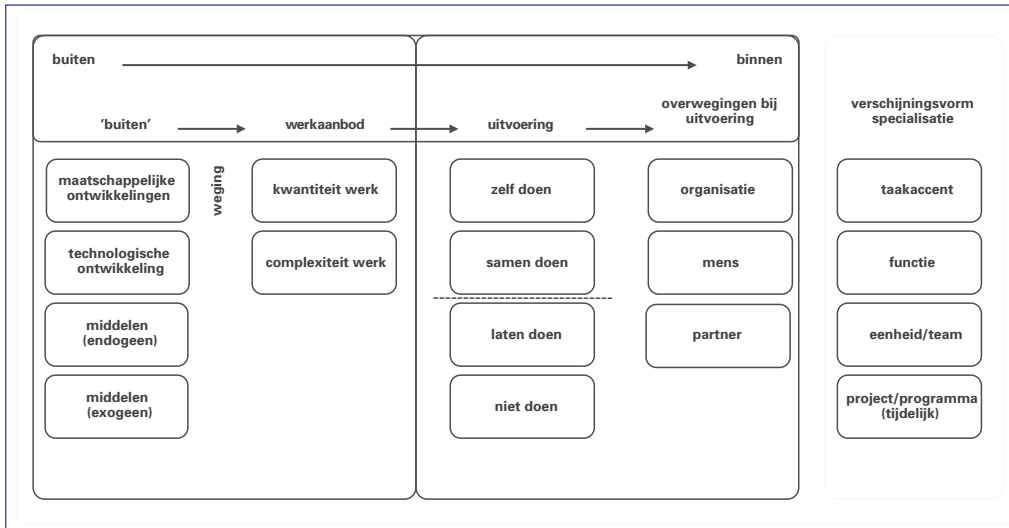 buiten
binnen
'buiten'
werkaanbod
uitvoering
overwegingen bij
uitvoering
verschijningsvorm
specialisatie
maatschappelijke
ontwikkelingen
technologische
ontwikkeling
middelen
(endogeen)
middelen
(exogeen)
weging
kwantiteit werk
complexiteit werk
zelf doen
samen doen
laten doen
niet doen
organisatie
mens
partner
taakaccent
functie
eenheid/team
project/programma
(tijdelijk)